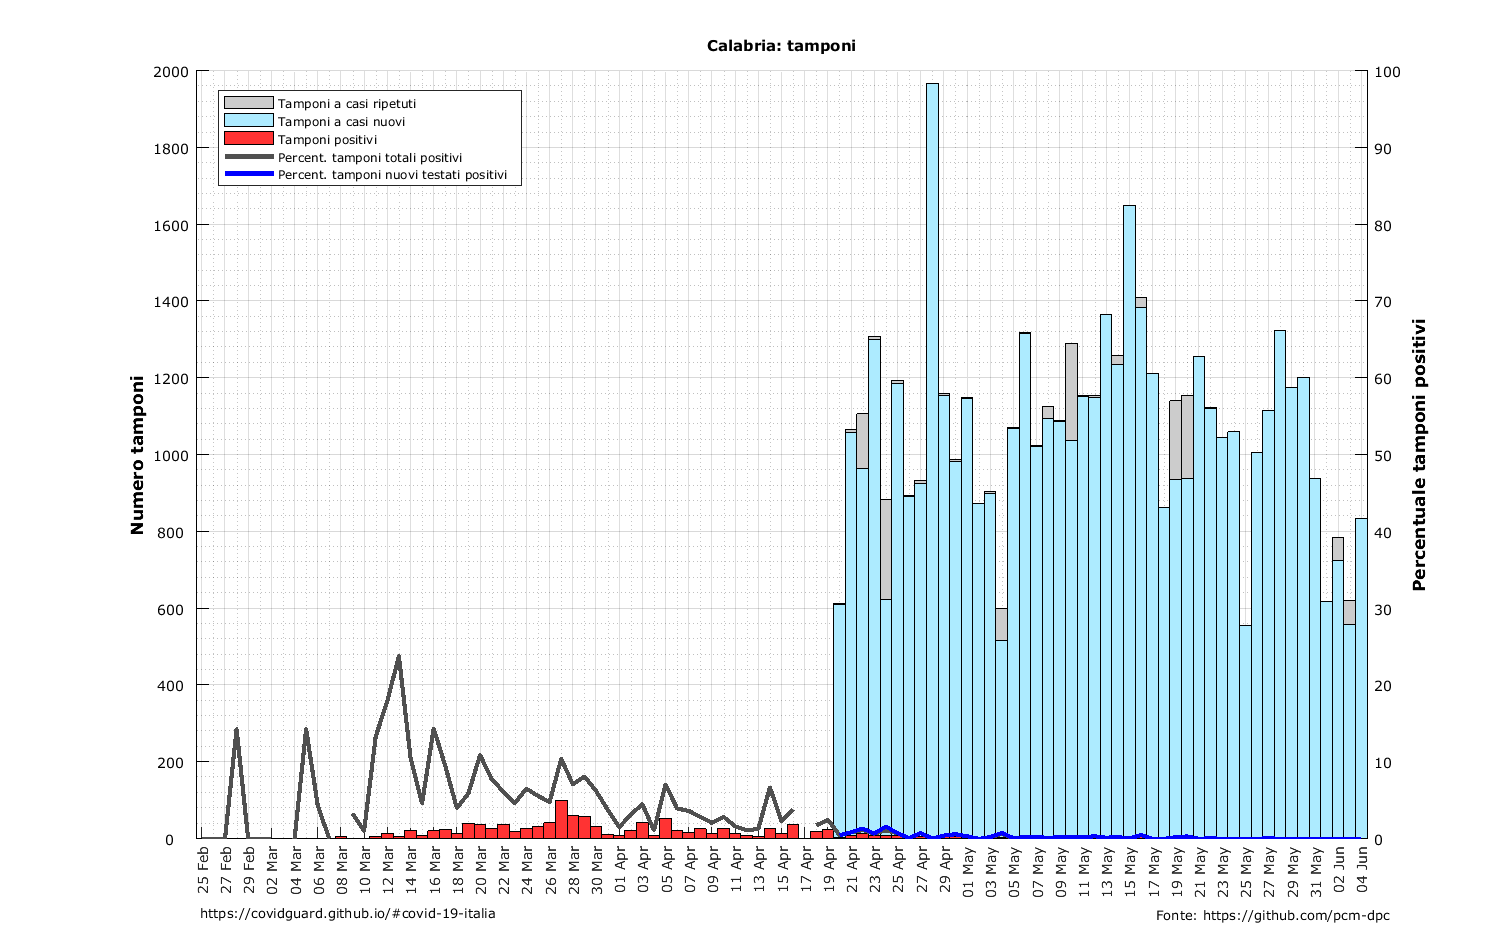 Calabria: tamponi
Tamponi a casi ripetuti
Tamponi a casi nuovi
Tamponi positivi
Percent. tamponi totali positivi
Percent. tamponi nuovi testati positivi
Numero tamponi
2000
1800
1600
1400
1200
1000
800
600
400
200
0
100
90
80
70
60
50
40
30
20
10
0
Percentuale tamponi positivi
25 Feb
27 Feb
29 Feb
02 Mar
04 Mar
06 Mar
08 Mar
10 Mar
12 Mar
14 Mar
16 Mar
18 Mar
20 Mar
22 Mar
24 Mar
26 Mar
28 Mar
30 Mar
01 Apr
03 Apr
05 Apr
07 Apr
09 Apr
11 Apr
13 Apr
15 Apr
17 Apr
19 Apr
21 Apr
23 Apr
25 Apr
27 Apr
29 Apr
01 May
03 May
05 May
07 May
09 May
11 May
13 May
15 May
17 May
19 May
21 May
23 May
25 May
27 May
29 May
31 May
02 Jun
04 Jun
https://covidguard.github.io/#covid-19-italia
Fonte: https://github.com/pcm-dpc